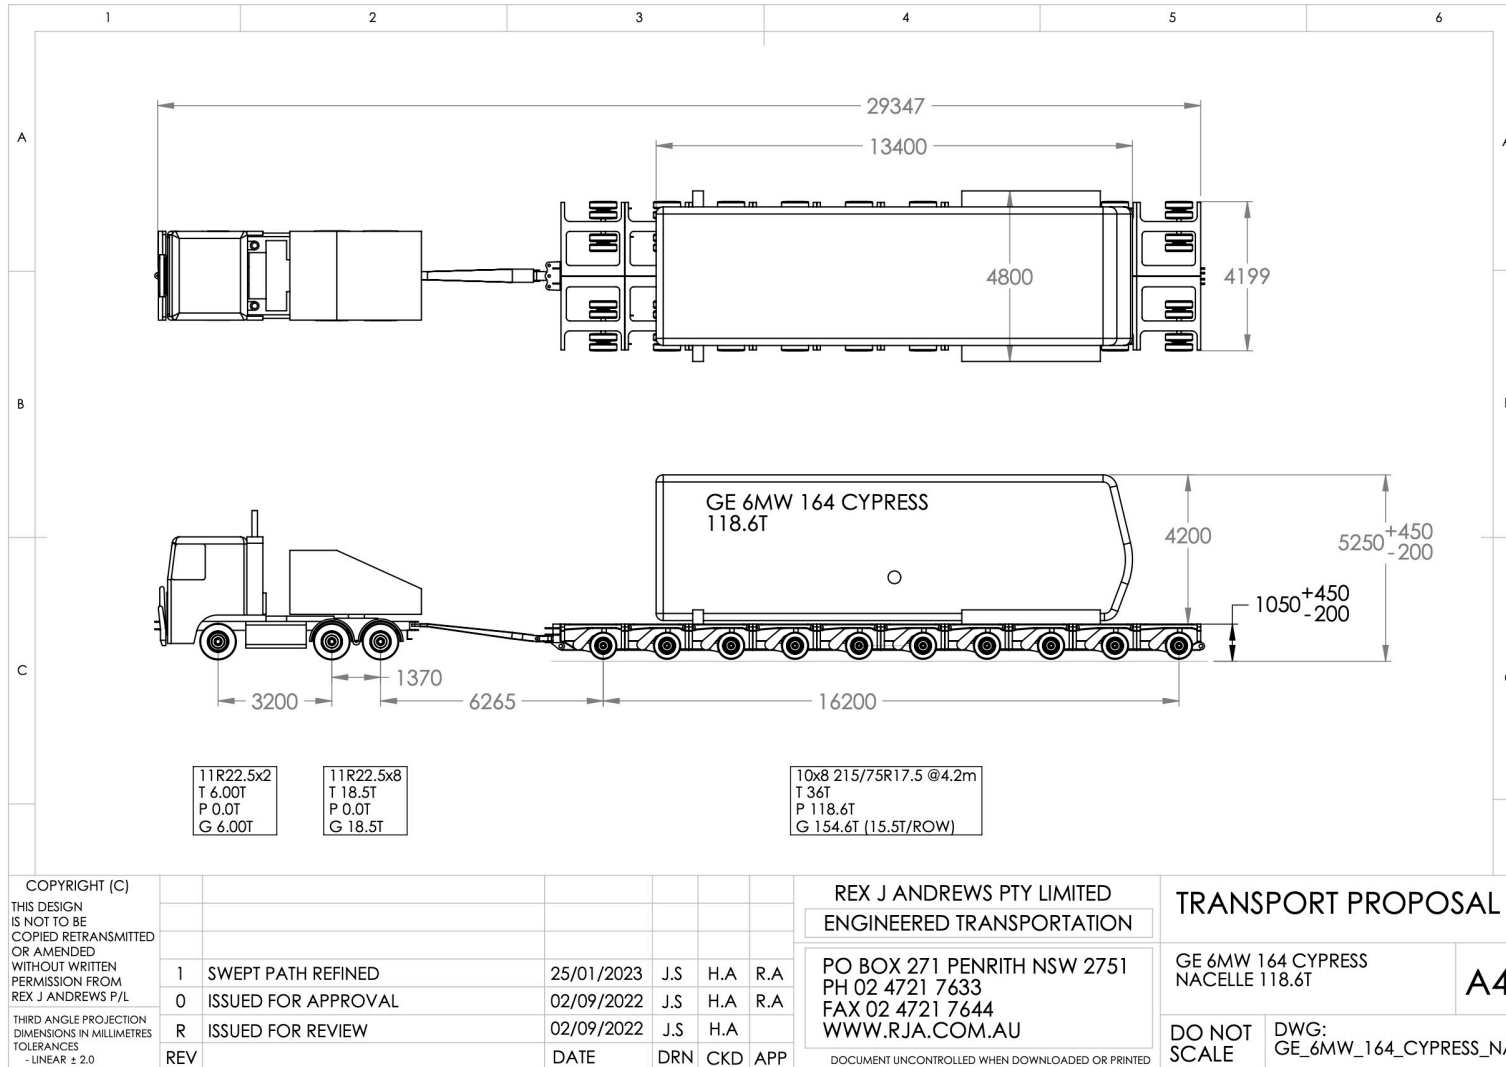 1 2 3 4 5 6
A
B
C
29347
13400
4800
4199
GE 6MW 164 CYPRESS
118.6T
4200
5250 +450 -200
1050 +450 -200
1370
3200
6265
16200
11R22.5x2
T 6.00T
P 0.0T
G 6.00T
11R22.5x8
T 18.5T
P 0.0T
G 18.5T
10x8 215/75R17.5 @4.2m
T 36T
P 118.6T
G 154.6T (15.5T/ROW)
COPYRIGHT (C)
THIS DESIGN
IS NOT TO BE
COPIED RETRANSMITTED
OR AMENDED
WITHOUT WRITTEN
PERMISSION FROM
REX J ANDREWS P/L
THIRD ANGLE PROJECTION
DIMENSIONS IN MILLIMETRES
TOLERANCES
- LINEAR ± 2.0
1 SWEPT PATH REFINED 25/01/2023 J.S H.A R.A
0 ISSUED FOR APPROVAL 02/09/2022 J.S H.A R.A
R ISSUED FOR REVIEW 02/09/2022 J.S H.A
REV DATE DRN CKD APP
REX J ANDREWS PTY LIMITED
ENGINEERED TRANSPORTATION
PO BOX 271 PENRITH NSW 2751
PH 02 4721 7633
FAX 02 4721 7644
WWW.RJA.COM.AU
DOCUMENT UNCONTROLLED WHEN DOWNLOADED OR PRINTED
TRANSPORT PROPOSAL
GE 6MW 164 CYPRESS
NACELLE 118.6T
A4
DO NOT
SCALE
DWG:
GE_6MW_164_CYPRESS_NA